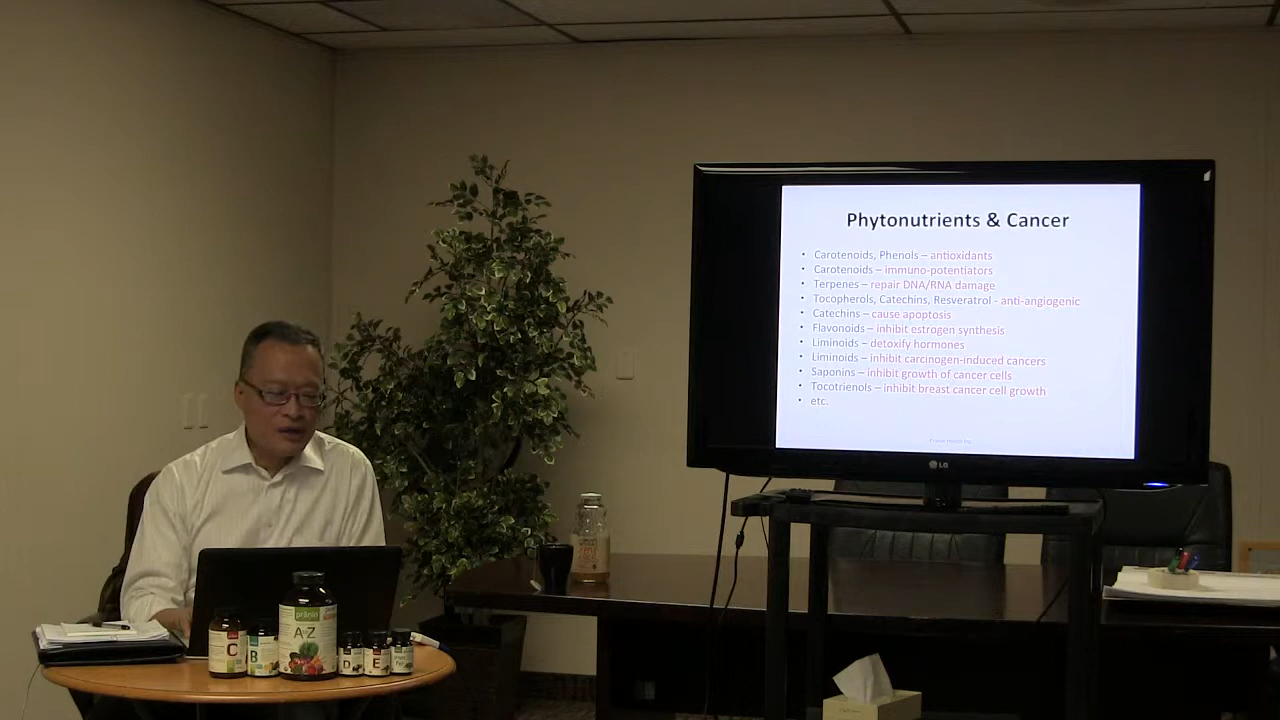 Phytonutrients & Cancer
• Carotenoids, Phenols – antioxidants
• Carotenoids – immuno-potentiators
• Terpenes – repair DNA/RNA damage
• Tocopherols, Catechins, Resveratrol - anti-angiogenic
• Catechins – cause apoptosis
• Flavonoids – inhibit estrogen synthesis
• Liminoids – detoxify hormones
• Liminoids – inhibit carcinogen-induced cancers
• Saponins – inhibit growth of cancer cells
• Tocotrienols – inhibit breast cancer cell growth
• etc.
LG
pranin
A to Z
C
B
D
E